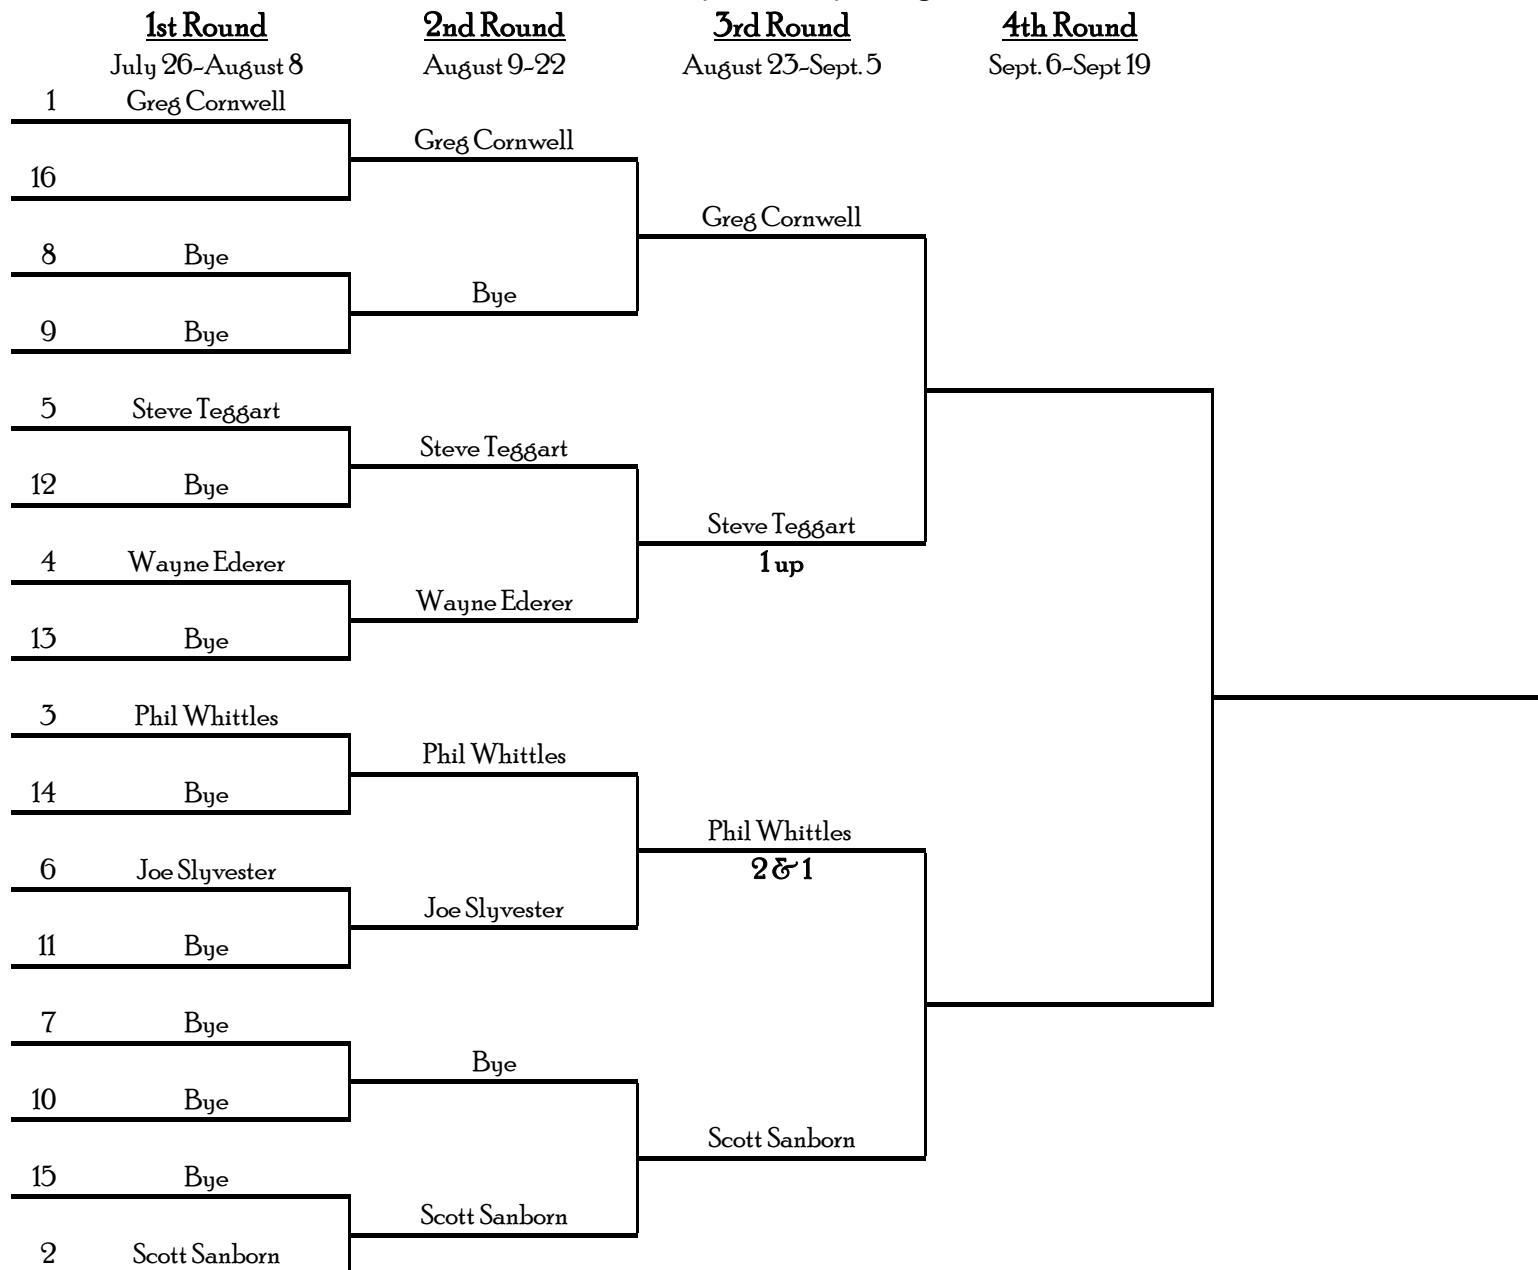 1st Round 2nd Round 3rd Round 4th Round
July 26-August 8 August 9-22 August 23-Sept. 5 Sept. 6-Sept 19
1 Greg Cornwell
Greg Cornwell
16
Greg Cornwell
8 Bye
Bye
9 Bye
5 Steve Teggart
Steve Teggart
12 Bye
Steve Teggart
1 up
4 Wayne Ederer
Wayne Ederer
13 Bye
3 Phil Whittles
Phil Whittles
14 Bye
Phil Whittles
2 & 1
6 Joe Slyvester
Joe Slyvester
11 Bye
7 Bye
Bye
10 Bye
Scott Sanborn
15 Bye
Scott Sanborn
2 Scott Sanborn